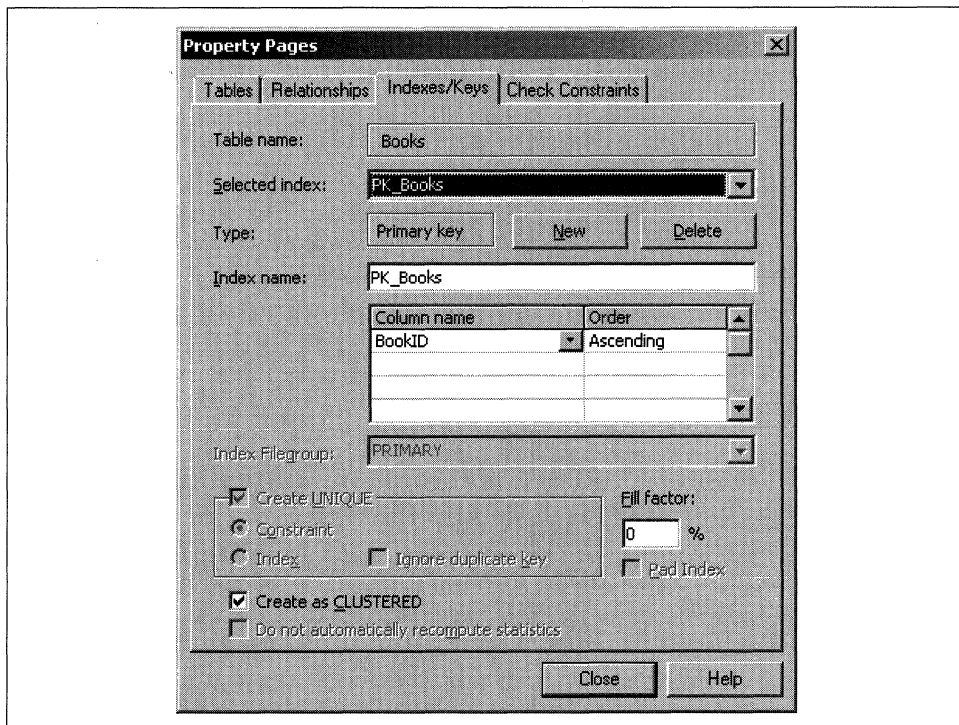 Property Pages
Tables Relationships Indexes/Keys Check Constraints
Table name: Books
Selected index: PK_Books
Type: Primary key New Delete
Index name: PK_Books
Column name Order
BookID Ascending
Index Filegroup: PRIMARY
Create UNIQUE
Constraint
Index Ignore duplicate key
Fill factor:
0 %
Pad Index
Create as CLUSTERED
Do not automatically recompute statistics
Close Help